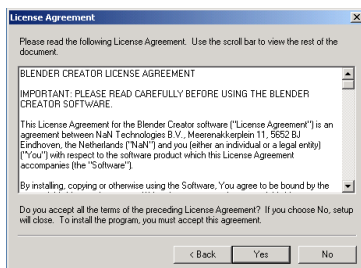 License Agreement
Please read the following License Agreement. Use the scroll bar to view the rest of the
document.
BLENDER CREATOR LICENSE AGREEMENT
IMPORTANT: PLEASE READ CAREFULLY BEFORE USING THE BLENDER
CREATOR SOFTWARE.
This License Agreement for the Blender Creator software ("License Agreement") is an
agreement between NaN Technologies B.V., Meerenakkerplein 11, 5652 BJ
Eindhoven, the Netherlands ("NaN") and you (either an individual or a legal entity)
("You") with respect to the software product which this License Agreement
accompanies (the "Software").
By installing, copying or otherwise using the Software, You agree to be bound by the
Do you accept all the terms of the preceding License Agreement? If you choose No, setup
will close. To install the program, you must accept this agreement.
< Back Yes No